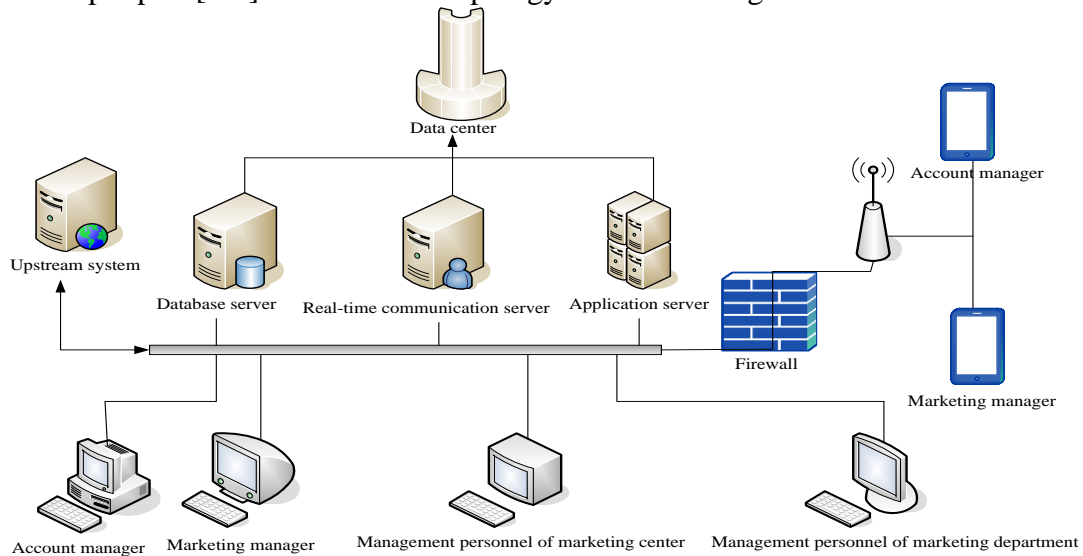 Data center
Account manager
Upstream system
Database server
Real-time communication server
Application server
Firewall
Marketing manager
Account manager
Marketing manager
Management personnel of marketing center
Management personnel of marketing department